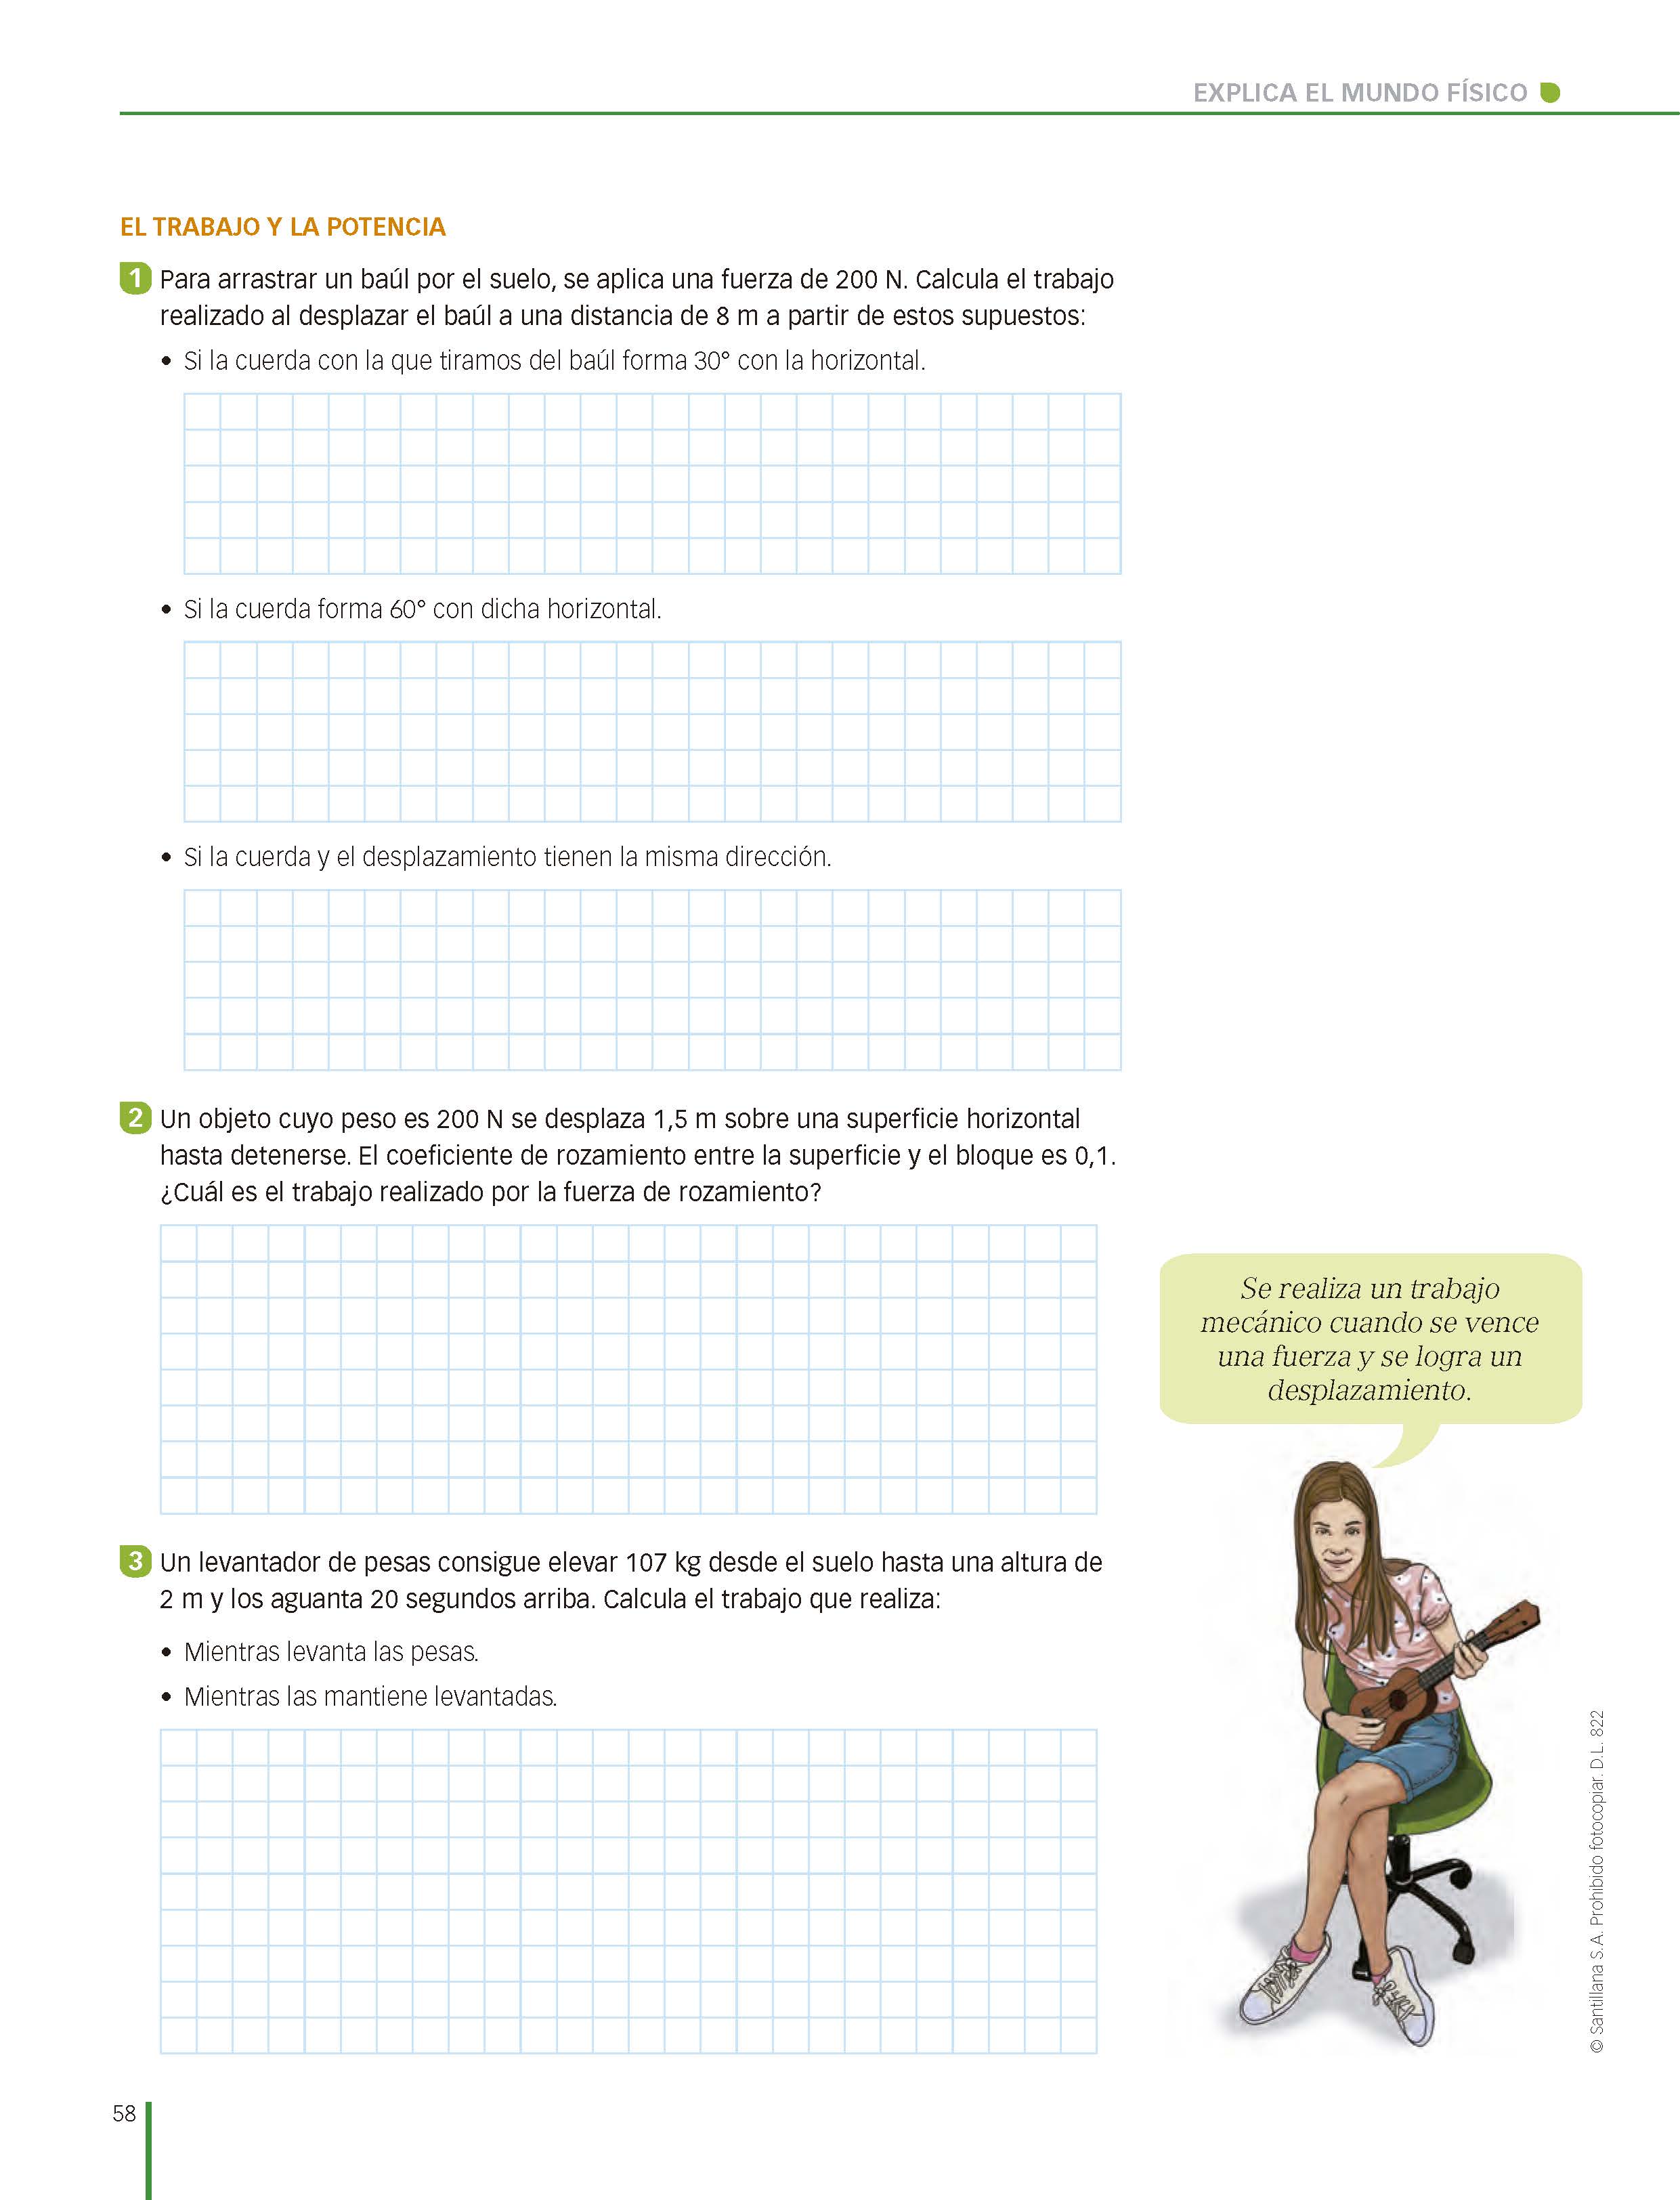 EXPLICA EL MUNDO FÍSICO
EL TRABAJO Y LA POTENCIA
1 Para arrastrar un baúl por el suelo, se aplica una fuerza de 200 N. Calcula el trabajo
realizado al desplazar el baúl a una distancia de 8 m a partir de estos supuestos:
• Si la cuerda con la que tiramos del baúl forma 30° con la horizontal.
• Si la cuerda forma 60° con dicha horizontal.
• Si la cuerda y el desplazamiento tienen la misma dirección.
2 Un objeto cuyo peso es 200 N se desplaza 1,5 m sobre una superficie horizontal
hasta detenerse. El coeficiente de rozamiento entre la superficie y el bloque es 0,1.
¿Cuál es el trabajo realizado por la fuerza de rozamiento?
Se realiza un trabajo
mecánico cuando se vence
una fuerza y se logra un
desplazamiento.
3 Un levantador de pesas consigue elevar 107 kg desde el suelo hasta una altura de
2 m y los aguanta 20 segundos arriba. Calcula el trabajo que realiza:
• Mientras levanta las pesas.
• Mientras las mantiene levantadas.
© Santillana S.A. Prohibido fotocopiar. D.L. 822
58